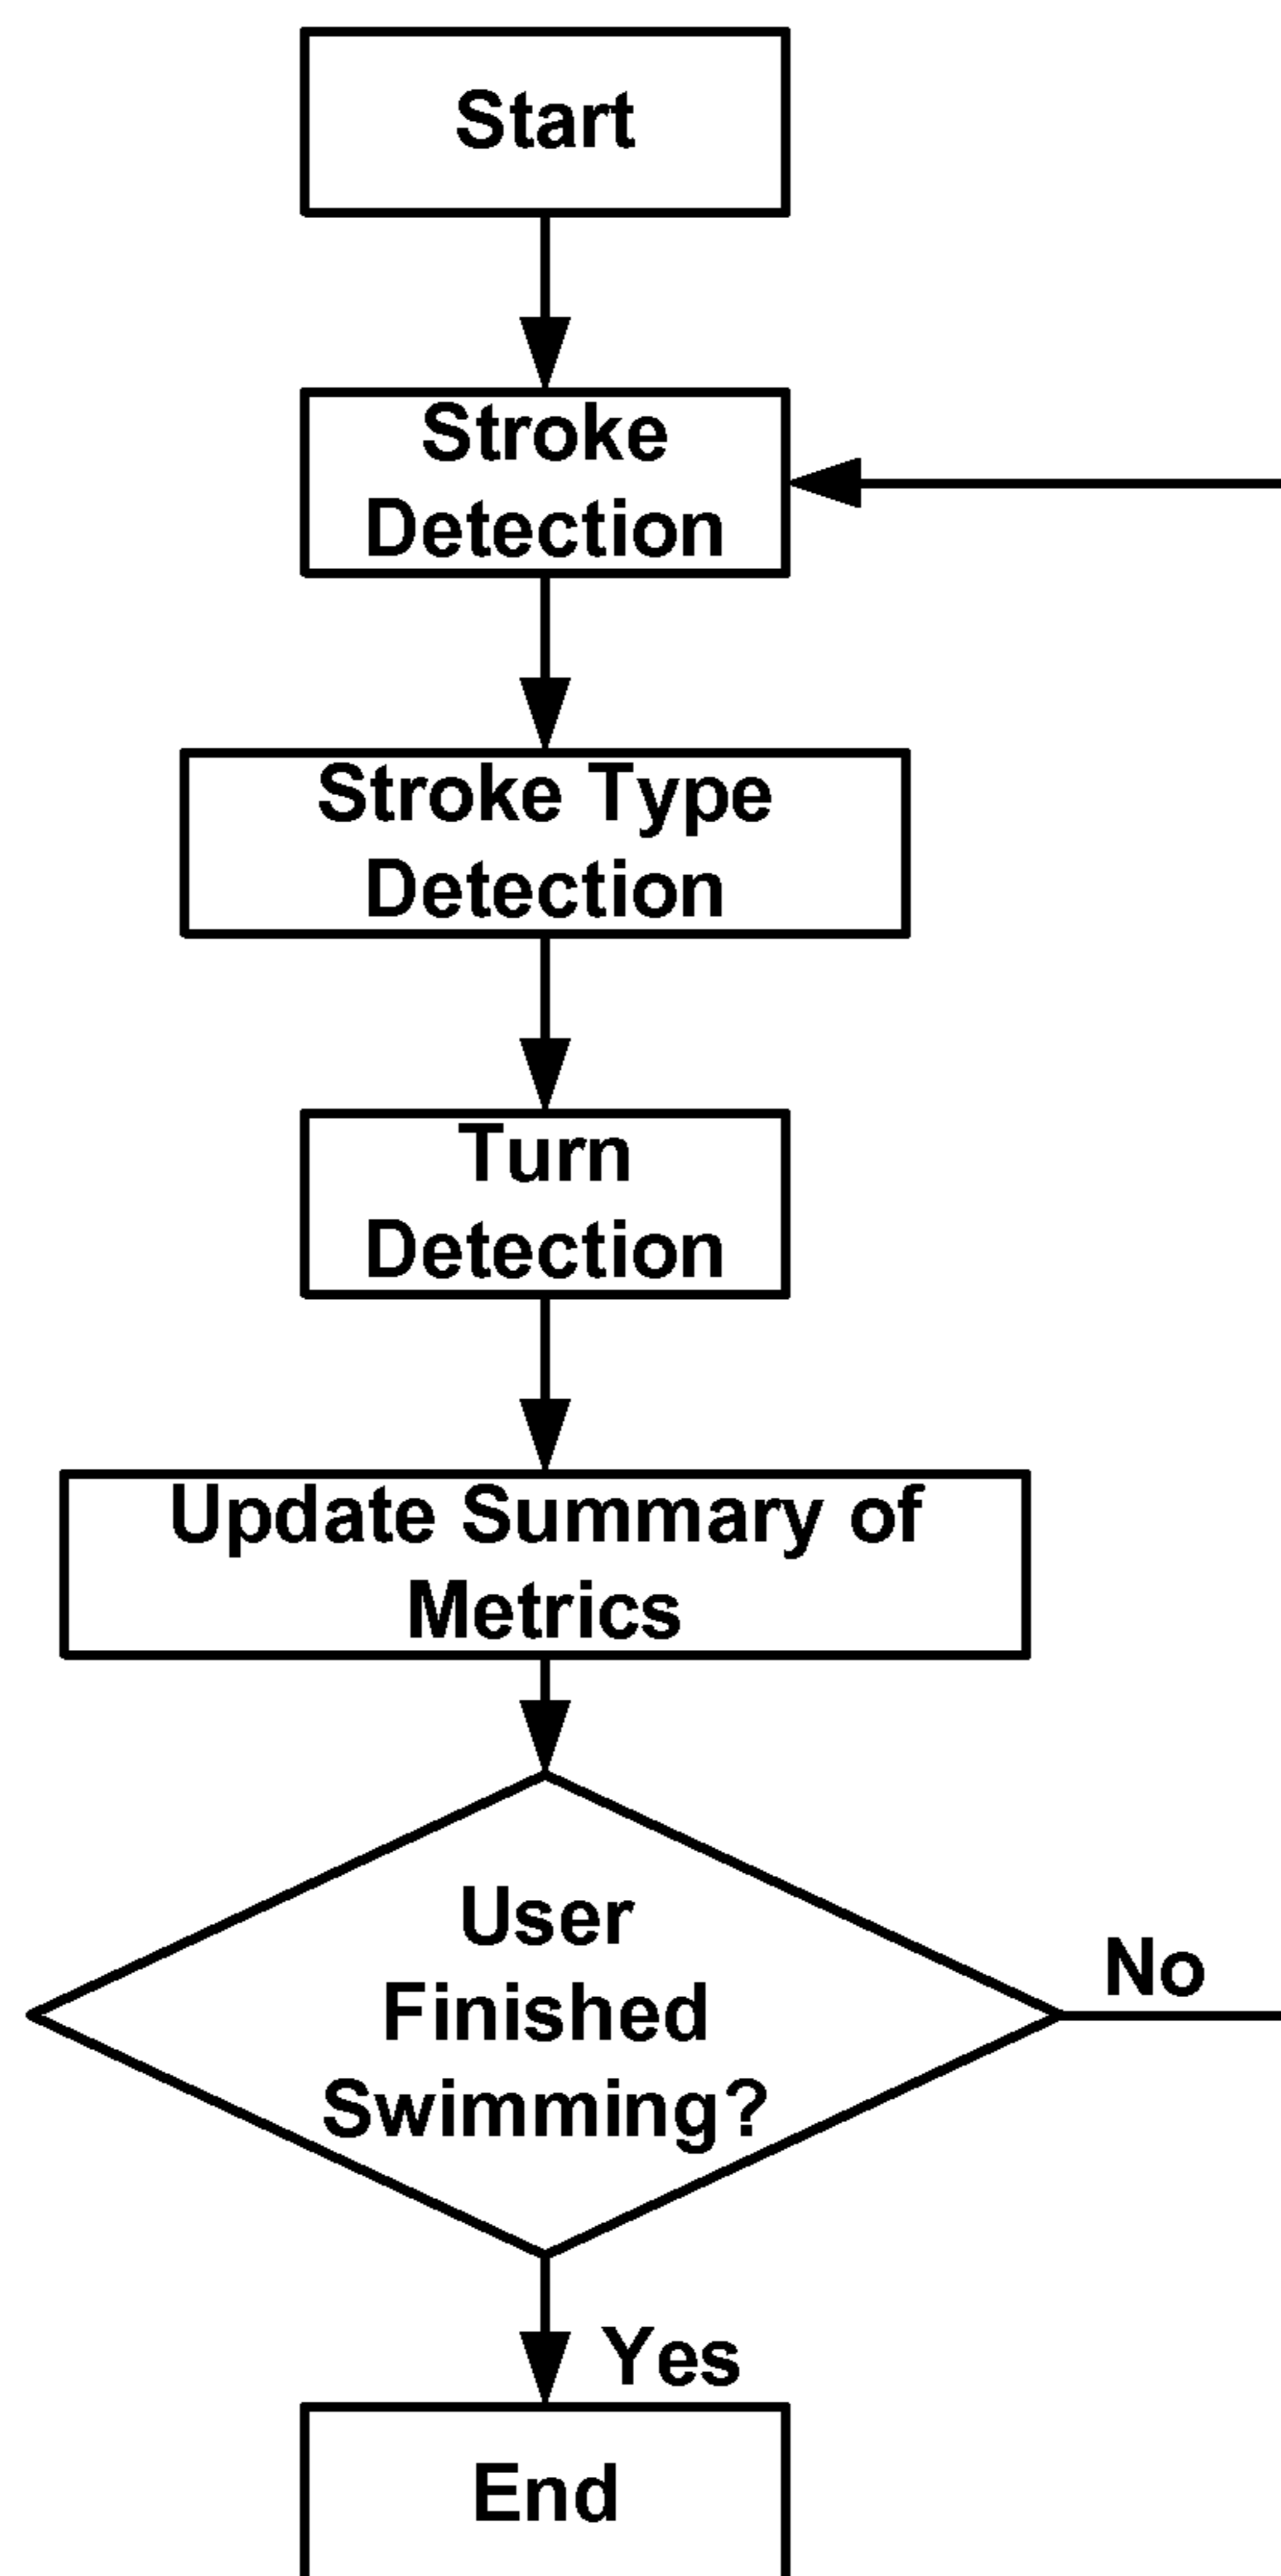 Start
Stroke
Detection
Stroke Type
Detection
Turn
Detection
Update Summary of
Metrics
User
Finished
Swimming?
No
Yes
End